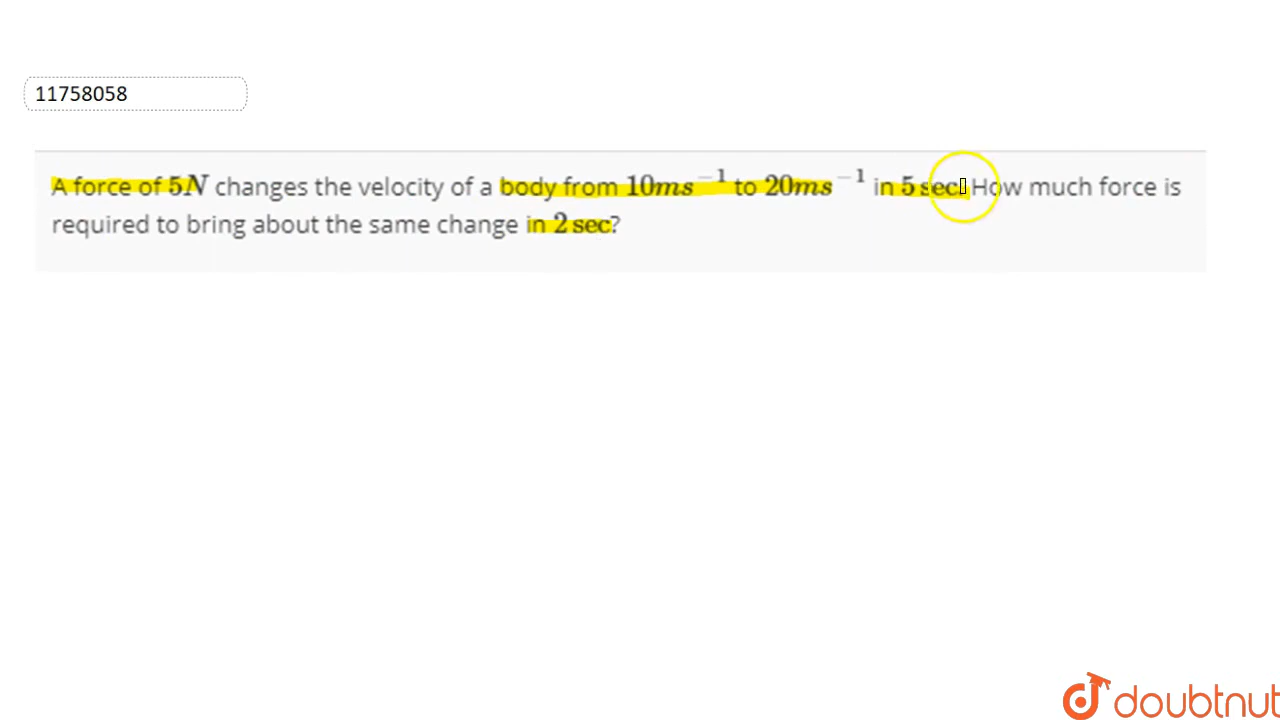 11758058
A force of 5N changes the velocity of a body from 10ms⁻¹ to 20ms⁻¹ in 5 sec. How much force is
required to bring about the same change in 2 sec?
doubtnut